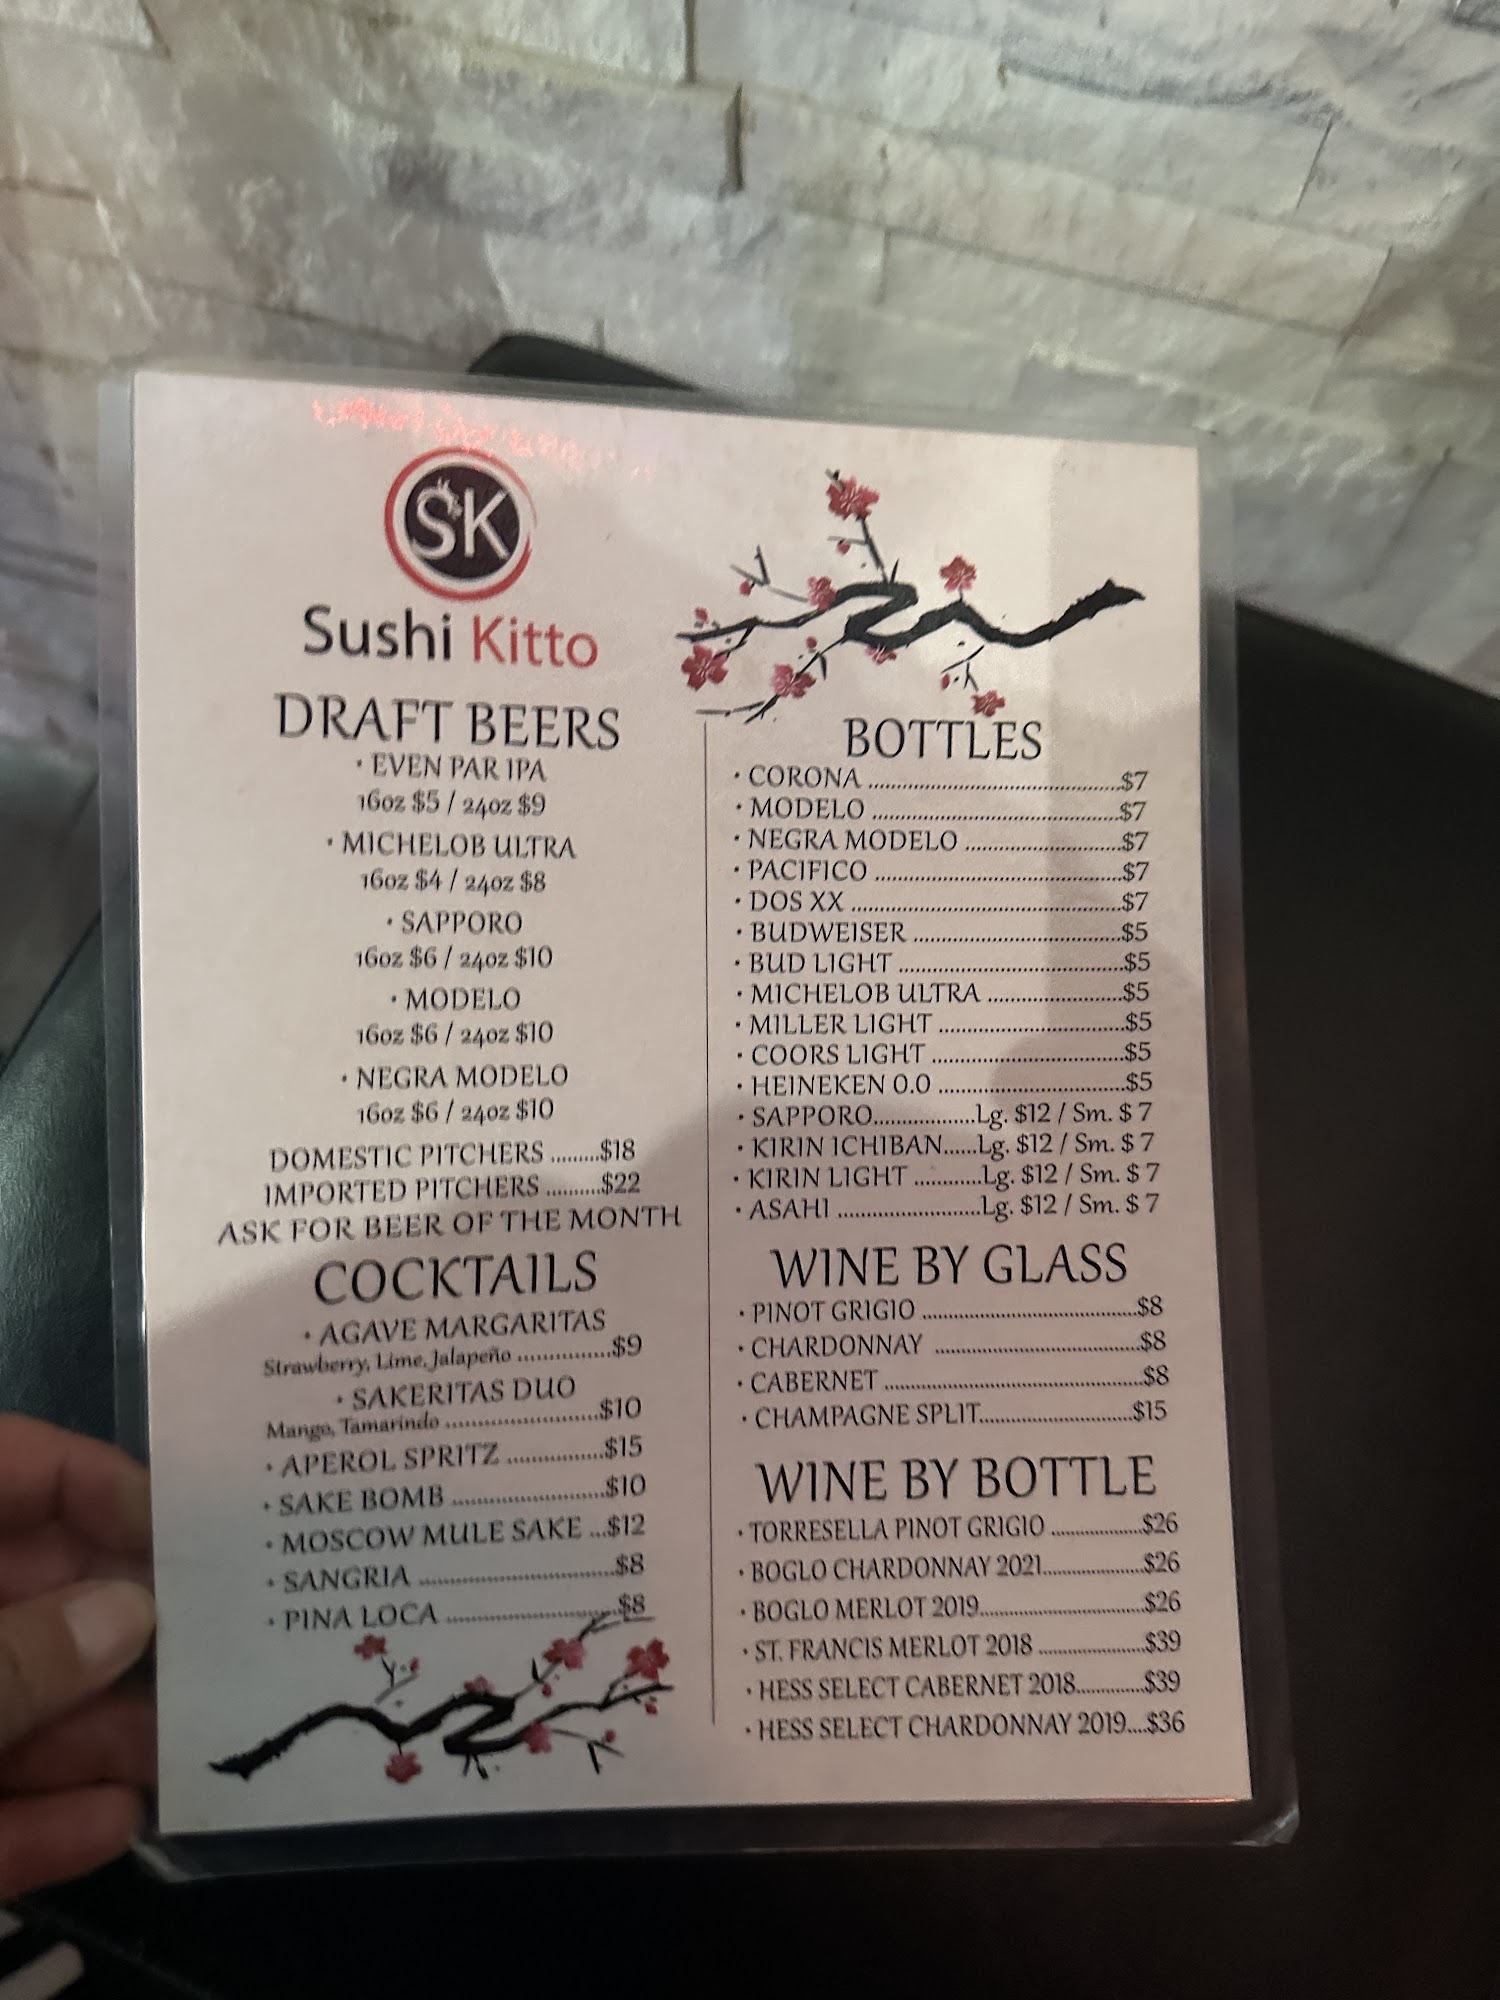 SK
Sushi Kitto
DRAFT BEERS
• EVEN PAR IPA
16oz $5 / 24oz $9
• MICHELOB ULTRA
16oz $4 / 24oz $8
• SAPPORO
16oz $6 / 24oz $10
• MODELO
16oz $6 / 24oz $10
• NEGRA MODELO
16oz $6 / 24oz $10
DOMESTIC PITCHERS .........$18
IMPORTED PITCHERS ..........$22
ASK FOR BEER OF THE MONTH
COCKTAILS
• AGAVE MARGARITAS
Strawberry, Lime, Jalapeño ................$9
• SAKERITAS DUO
Mango, Tamarindo ..........................$10
• APEROL SPRITZ ................$15
• SAKE BOMB .........................$10
• MOSCOW MULE SAKE ...$12
• SANGRIA ................................$8
• PINA LOCA ............................$8
BOTTLES
• CORONA ..........................................$7
• MODELO .........................................$7
• NEGRA MODELO ..........................$7
• PACIFICO .........................................$7
• DOS XX .............................................$7
• BUDWEISER ...................................$5
• BUD LIGHT .....................................$5
• MICHELOB ULTRA ......................$5
• MILLER LIGHT ...............................$5
• COORS LIGHT ................................$5
• HEINEKEN 0.0 ...............................$5
• SAPPORO.................Lg. $12 / Sm. $ 7
• KIRIN ICHIBAN......Lg. $12 / Sm. $ 7
• KIRIN LIGHT ............Lg. $12 / Sm. $ 7
• ASAHI ........................Lg. $12 / Sm. $ 7
WINE BY GLASS
• PINOT GRIGIO ....................................$8
• CHARDONNAY ..................................$8
• CABERNET ...........................................$8
• CHAMPAGNE SPLIT..........................$15
WINE BY BOTTLE
• TORRESELLA PINOT GRIGIO ...................$26
• BOGLO CHARDONNAY 2021.....................$26
• BOGLO MERLOT 2019.................................$26
• ST. FRANCIS MERLOT 2018 ......................$39
• HESS SELECT CABERNET 2018..............$39
• HESS SELECT CHARDONNAY 2019....$36